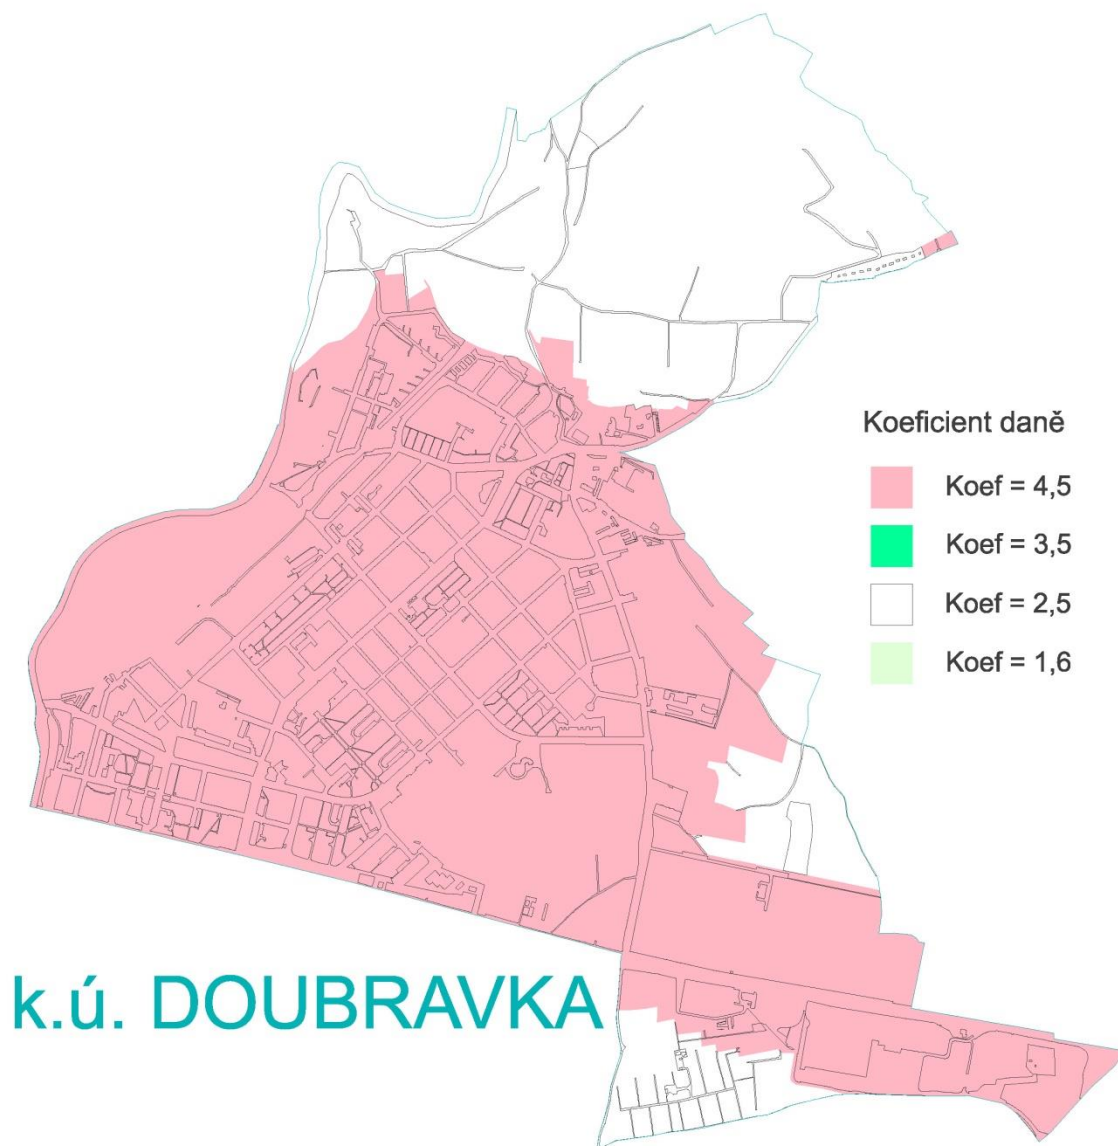 Koeficient daně
Koef = 4,5
Koef = 3,5
Koef = 2,5
Koef = 1,6
k.ú. DOUBRAVKA